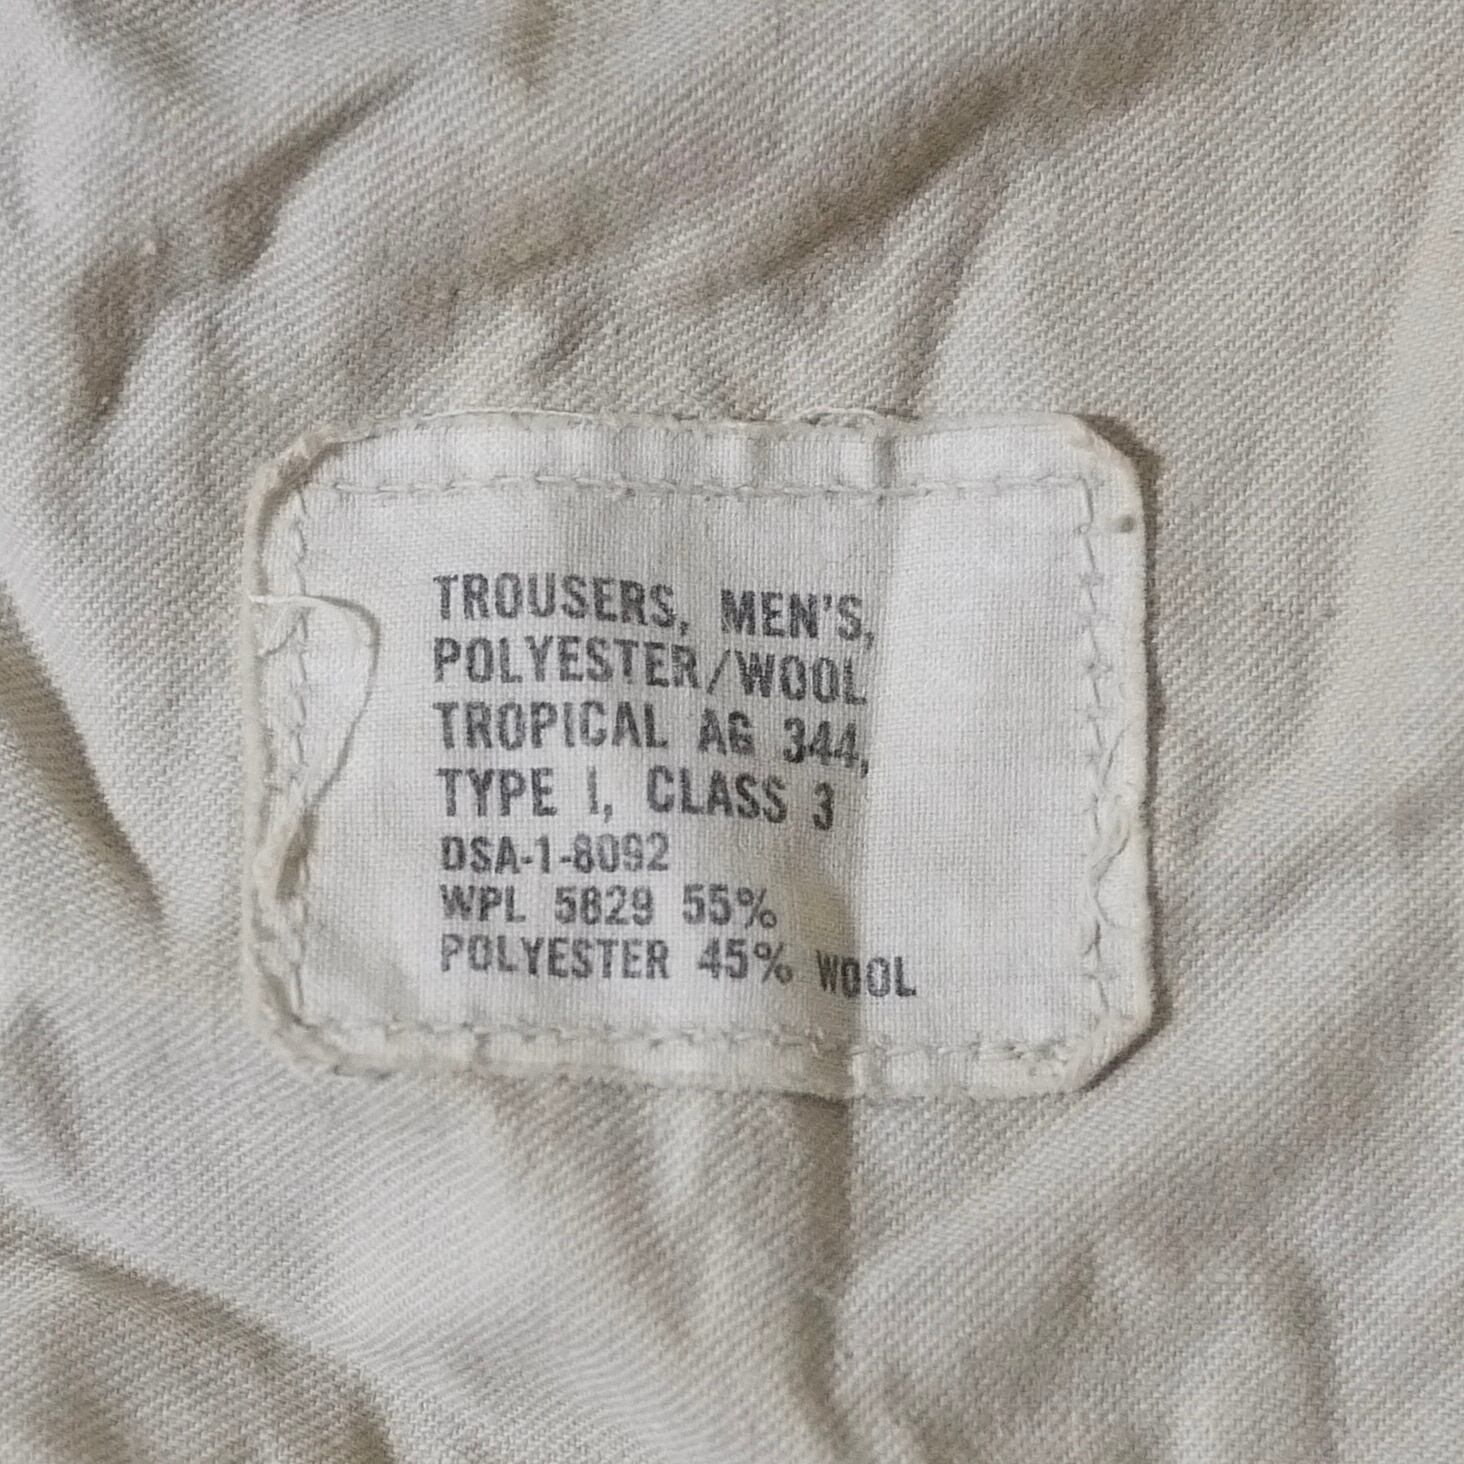 TROUSERS, MEN'S,
POLYESTER/WOOL
TROPICAL AG 344,
TYPE I, CLASS 3
DSA-1-8092
WPL 5829 55%
POLYESTER 45% WOOL